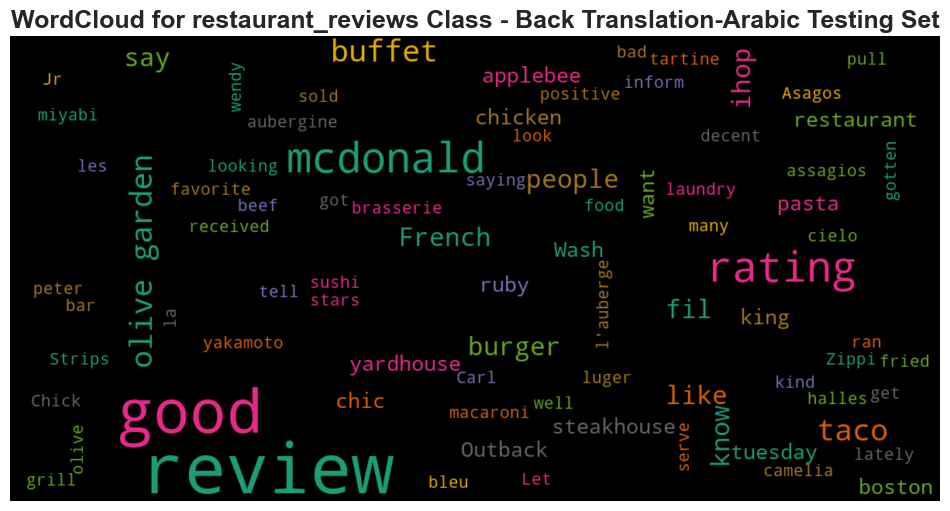 WordCloud for restaurant_reviews Class - Back Translation-Arabic Testing Set
say
buffet
bad
tartine
pull
Jr
wendy
applebee
inform
ihop
sold
positive
Asagos
miyabi
aubergine
chicken
look
decent
restaurant
les
looking
mcdonald
saying
people
want
laundry
assagios
gotten
olive garden
favorite
beef
got
brasserie
food
pasta
received
French
Wash
many
cielo
peter
bar
la
tell
sushi
stars
ruby
l'auberge
rating
fil
king
Strips
yakamoto
yardhouse
burger
ran
Zippi
fried
Carl
luger
kind
Chick
good
chic
macaroni
well
like
halles
get
olive
Outback
steakhouse
serve
know
taco
tuesday
lately
grill
review
bleu
Let
camelia
boston